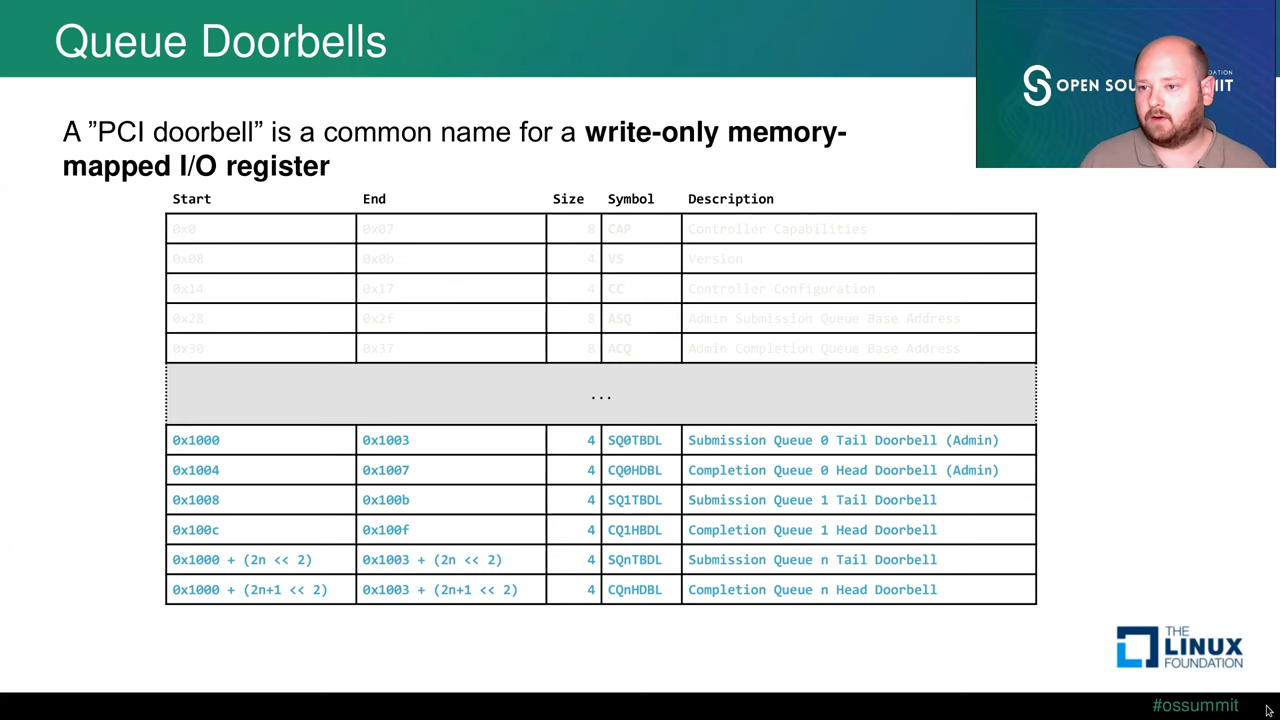 Queue Doorbells
OPEN SOU
DATION
MIT
A ”PCI doorbell” is a common name for a write-only memory-
mapped I/O register
Start End Size Symbol Description
0x0 0x07 8 CAP Controller Capabilities
0x08 0x0b 4 VS Version
0x14 0x17 4 CC Controller Configuration
0x28 0x2f 8 ASQ Admin Submission Queue Base Address
0x30 0x37 8 ACQ Admin Completion Queue Base Address
...
0x1000 0x1003 4 SQ0TBDL Submission Queue 0 Tail Doorbell (Admin)
0x1004 0x1007 4 CQ0HDBL Completion Queue 0 Head Doorbell (Admin)
0x1008 0x100b 4 SQ1TBDL Submission Queue 1 Tail Doorbell
0x100c 0x100f 4 CQ1HBDL Completion Queue 1 Head Doorbell
0x1000 + (2n << 2) 0x1003 + (2n << 2) 4 SQnTBDL Submission Queue n Tail Doorbell
0x1000 + (2n+1 << 2) 0x1003 + (2n+1 << 2) 4 CQnHDBL Completion Queue n Head Doorbell
THE
LINUX
FOUNDATION
#ossummit